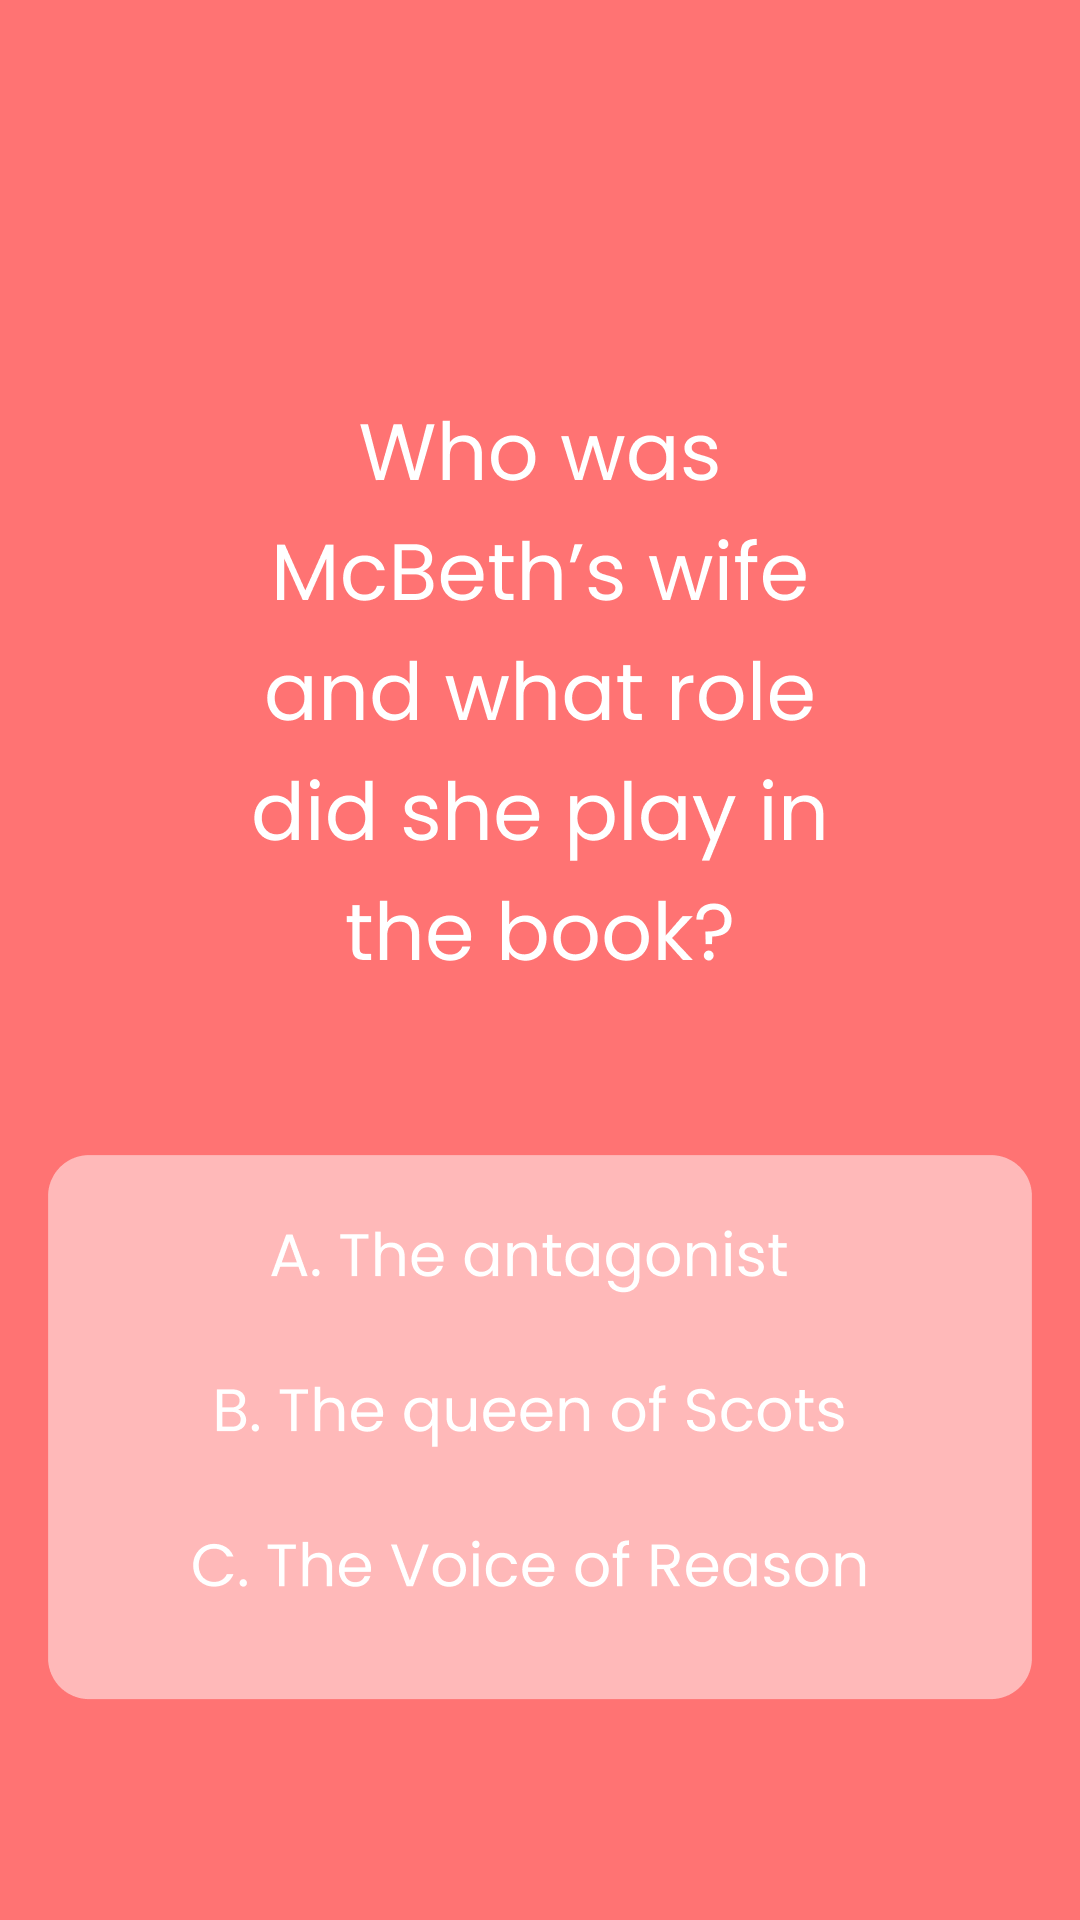 Who was
McBeth’s wife
and what role
did she play in
the book?
A. The antagonist
B. The queen of Scots
C. The Voice of Reason